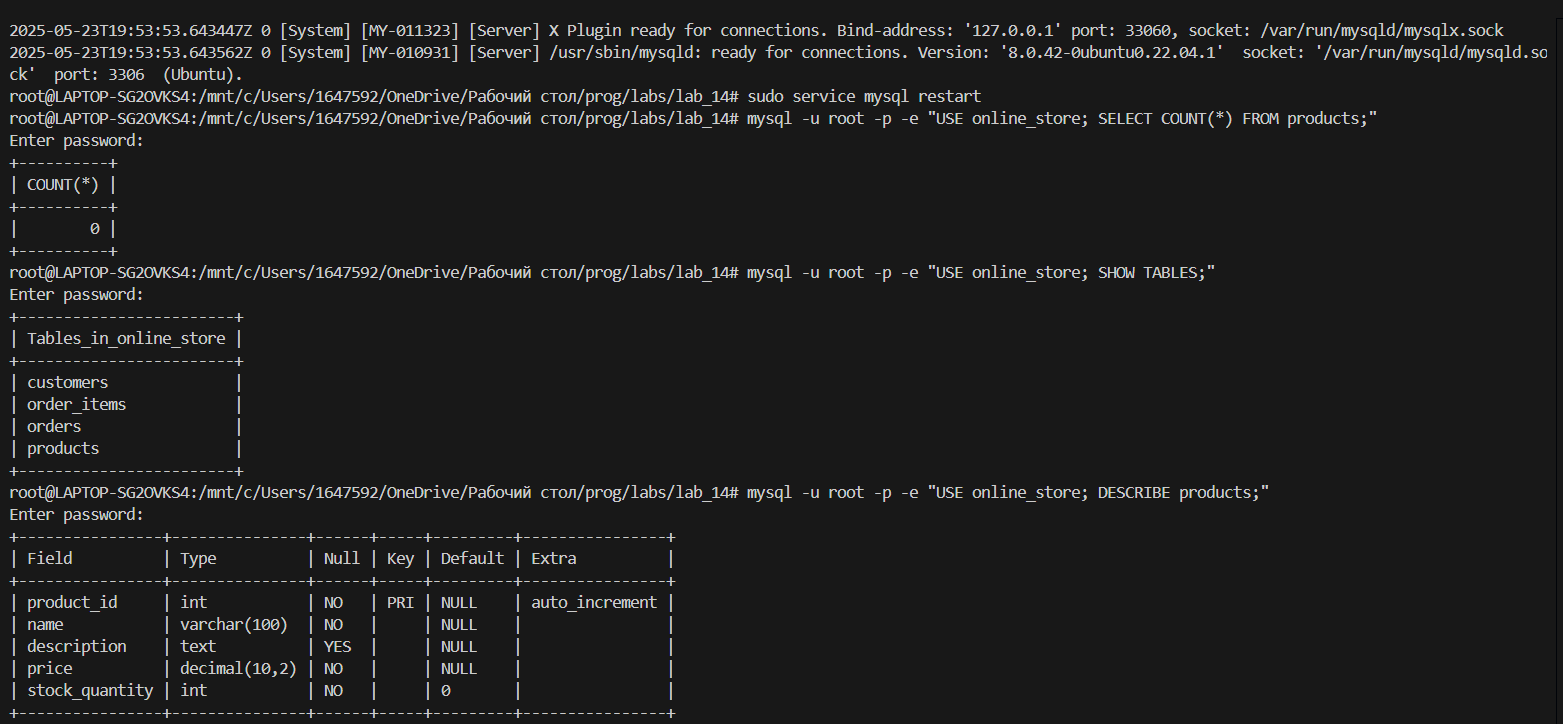 2025-05-23T19:53:53.643447Z 0 [System] [MY-011323] [Server] X Plugin ready for connections. Bind-address: '127.0.0.1' port: 33060, socket: /var/run/mysqld/mysqlx.sock
2025-05-23T19:53:53.643562Z 0 [System] [MY-010931] [Server] /usr/sbin/mysqld: ready for connections. Version: '8.0.42-0ubuntu0.22.04.1'  socket: '/var/run/mysqld/mysqld.so
ck'  port: 3306  (Ubuntu).
root@LAPTOP-SG2OVKS4:/mnt/c/Users/1647592/OneDrive/Рабочий стол/prog/labs/lab_14# sudo service mysql restart
root@LAPTOP-SG2OVKS4:/mnt/c/Users/1647592/OneDrive/Рабочий стол/prog/labs/lab_14# mysql -u root -p -e "USE online_store; SELECT COUNT(*) FROM products;"
Enter password:
+----------+
| COUNT(*) |
+----------+
|        0 |
+----------+
root@LAPTOP-SG2OVKS4:/mnt/c/Users/1647592/OneDrive/Рабочий стол/prog/labs/lab_14# mysql -u root -p -e "USE online_store; SHOW TABLES;"
Enter password:
+------------------------+
| Tables_in_online_store |
+------------------------+
| customers              |
| order_items            |
| orders                 |
| products               |
+------------------------+
root@LAPTOP-SG2OVKS4:/mnt/c/Users/1647592/OneDrive/Рабочий стол/prog/labs/lab_14# mysql -u root -p -e "USE online_store; DESCRIBE products;"
Enter password:
+----------------+---------------+------+-----+---------+----------------+
| Field          | Type          | Null | Key | Default | Extra          |
+----------------+---------------+------+-----+---------+----------------+
| product_id     | int           | NO   | PRI | NULL    | auto_increment |
| name           | varchar(100)  | NO   |     | NULL    |                |
| description    | text          | YES  |     | NULL    |                |
| price          | decimal(10,2) | NO   |     | NULL    |                |
| stock_quantity | int           | NO   |     | 0       |                |
+----------------+---------------+------+-----+---------+----------------+